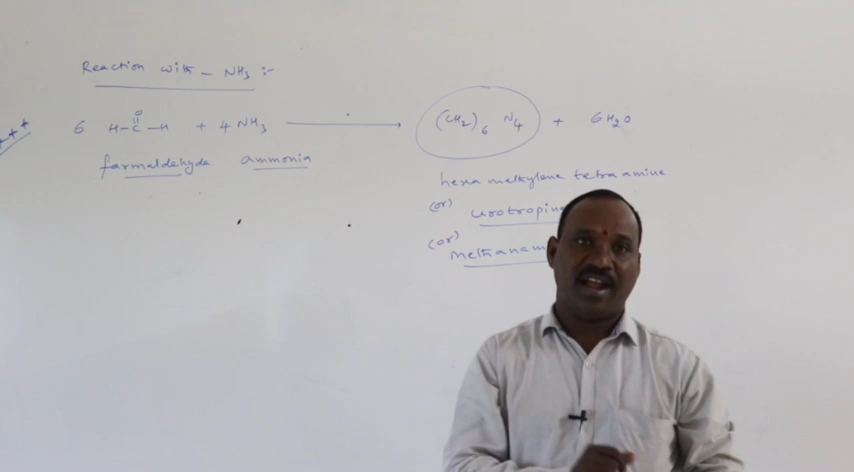 Reaction with - NH₃ :-
O
6 H-C-H + 4 NH₃ → (CH₂)₆ N₄ + 6H₂O
farmaldehyde ammonia
hexa methylene tetra amine
(or) urotropin
(or) Methanam